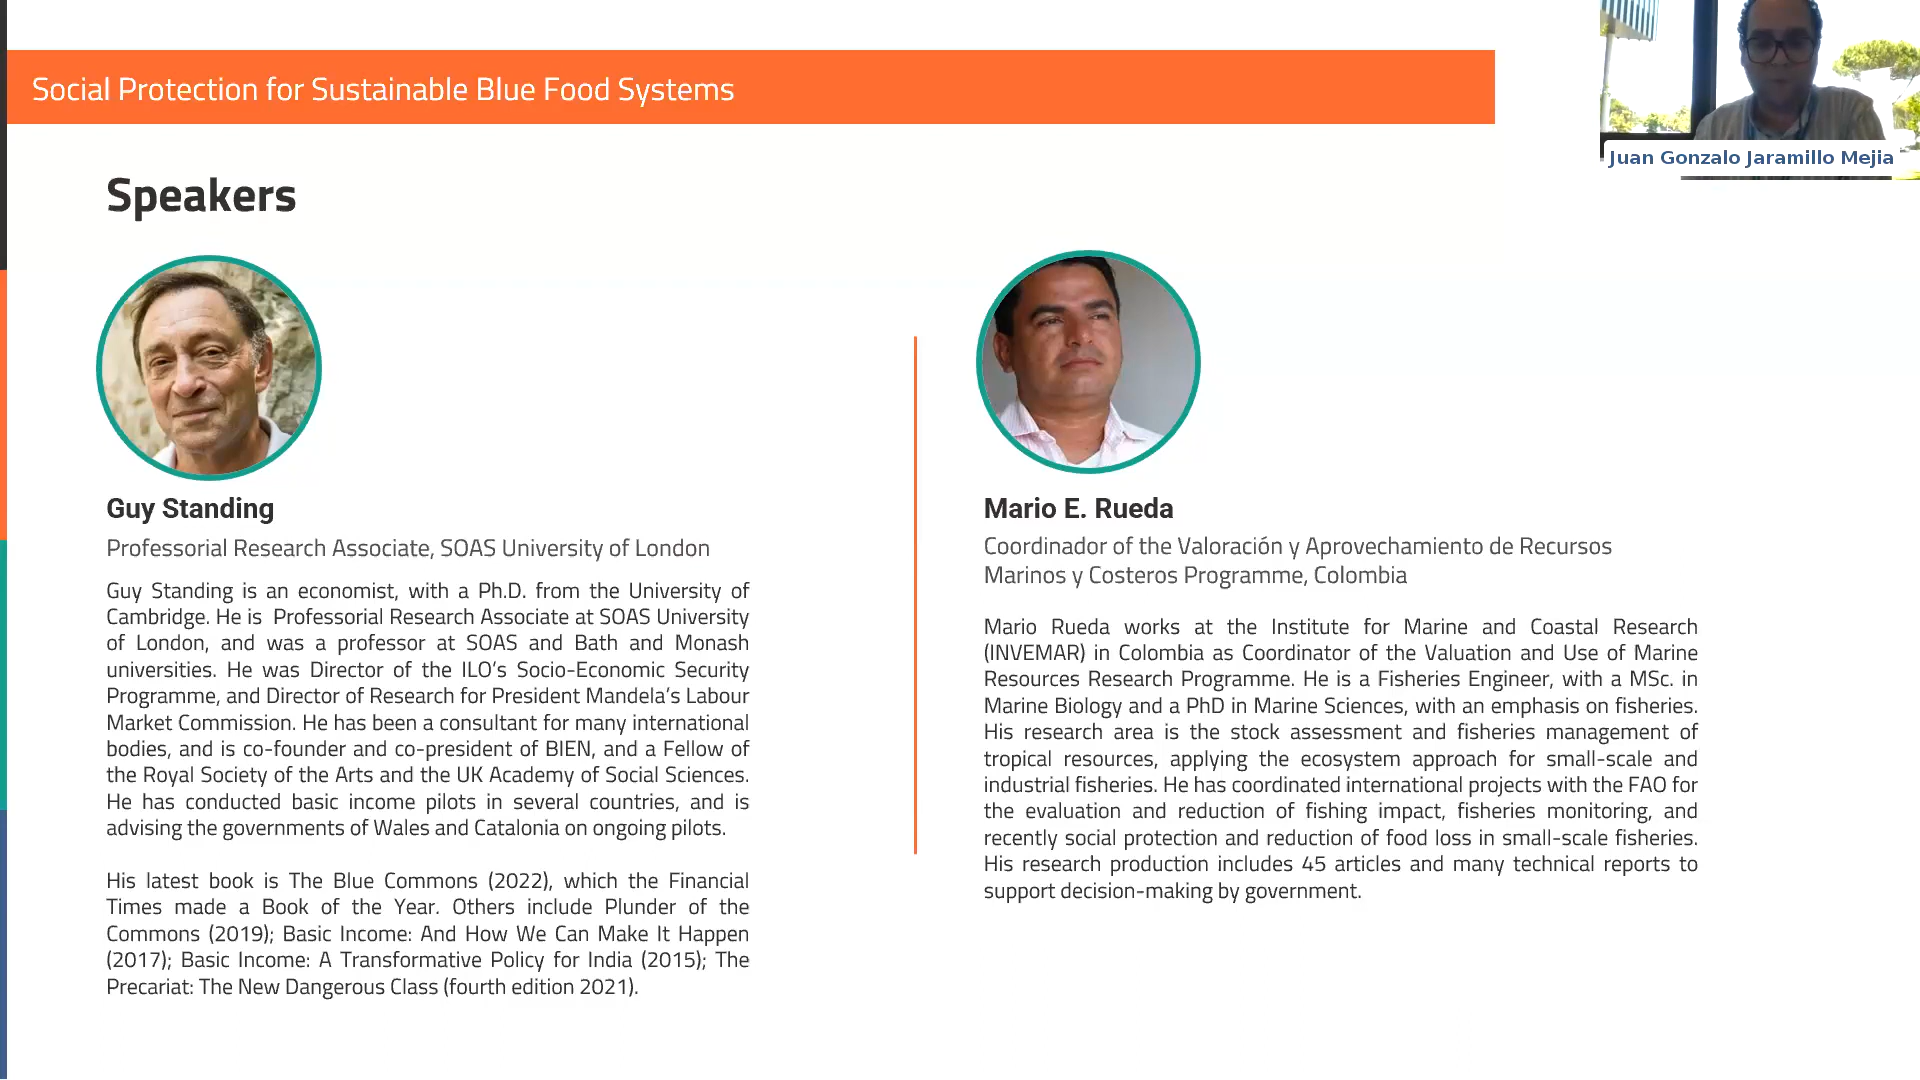 Social Protection for Sustainable Blue Food Systems
Juan Gonzalo Jaramillo Mejia
Speakers
Guy Standing
Professorial Research Associate, SOAS University of London
Guy Standing is an economist, with a Ph.D. from the University of
Cambridge. He is Professorial Research Associate at SOAS University
of London, and was a professor at SOAS and Bath and Monash
universities. He was Director of the ILO's Socio-Economic Security
Programme, and Director of Research for President Mandela's Labour
Market Commission. He has been a consultant for many international
bodies, and is co-founder and co-president of BIEN, and a Fellow of
the Royal Society of the Arts and the UK Academy of Social Sciences.
He has conducted basic income pilots in several countries, and is
advising the governments of Wales and Catalonia on ongoing pilots.
His latest book is The Blue Commons (2022), which the Financial
Times made a Book of the Year. Others include Plunder of the
Commons (2019); Basic Income: And How We Can Make It Happen
(2017); Basic Income: A Transformative Policy for India (2015); The
Precariat: The New Dangerous Class (fourth edition 2021).
Mario E. Rueda
Coordinador of the Valoración y Aprovechamiento de Recursos
Marinos y Costeros Programme, Colombia
Mario Rueda works at the Institute for Marine and Coastal Research
(INVEMAR) in Colombia as Coordinator of the Valuation and Use of Marine
Resources Research Programme. He is a Fisheries Engineer, with a MSc. in
Marine Biology and a PhD in Marine Sciences, with an emphasis on fisheries.
His research area is the stock assessment and fisheries management of
tropical resources, applying the ecosystem approach for small-scale and
industrial fisheries. He has coordinated international projects with the FAO for
the evaluation and reduction of fishing impact, fisheries monitoring, and
recently social protection and reduction of food loss in small-scale fisheries.
His research production includes 45 articles and many technical reports to
support decision-making by government.